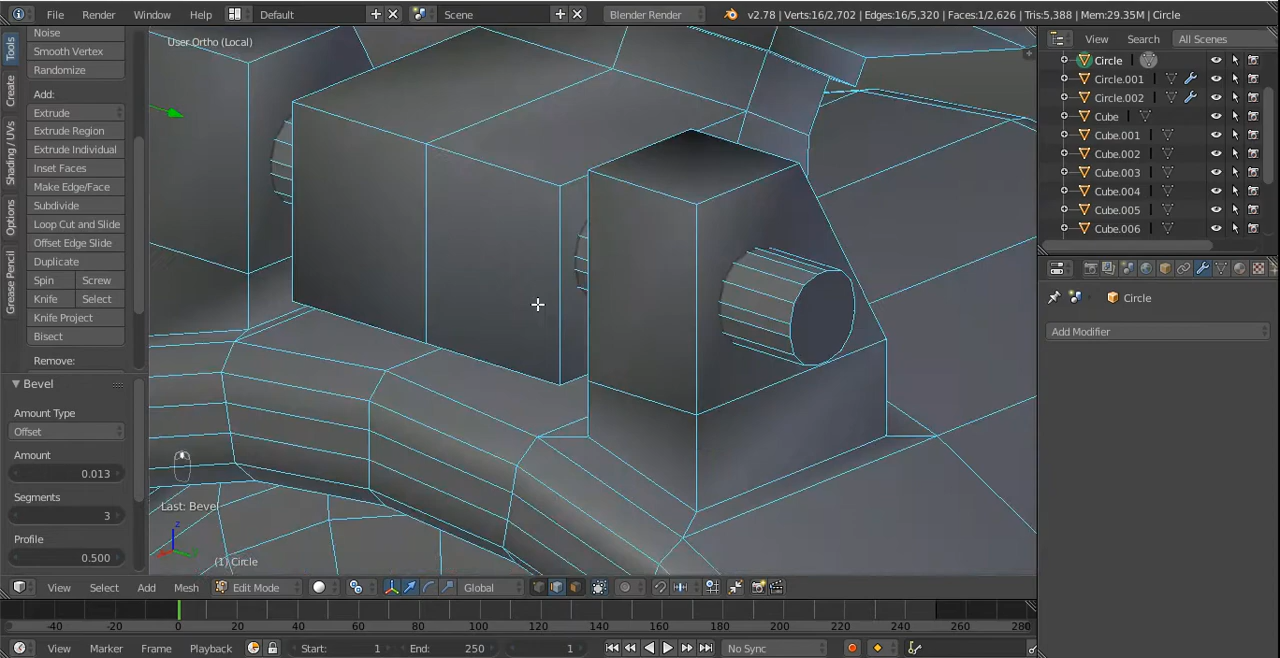 File Render Window Help Default Scene Blender Render v2.78 | Verts:16/2,702 | Edges:16/5,320 | Faces:1/2,626 | Tris:5,388 | Mem:29.35M | Circle
Tools
Create
Shading / UVs
Options
Grease Pencil
Noise
Smooth Vertex
Randomize
Add:
Extrude
Extrude Region
Extrude Individual
Inset Faces
Make Edge/Face
Subdivide
Loop Cut and Slide
Offset Edge Slide
Duplicate
Spin Screw
Knife Select
Knife Project
Bisect
Remove:
Bevel
Amount Type
Offset
Amount
0.013
Segments
3
Profile
0.500
User Ortho (Local)
Last: Bevel
z
(1) Circle
View Search All Scenes
Circle
Circle.001
Circle.002
Cube
Cube.001
Cube.002
Cube.003
Cube.004
Cube.005
Cube.006
Circle
Add Modifier
View Select Add Mesh Edit Mode Global
-40 -20 0 20 40 60 80 100 120 140 160 180 200 220 240 260 280
View Marker Frame Playback Start: 1 End: 250 1 No Sync